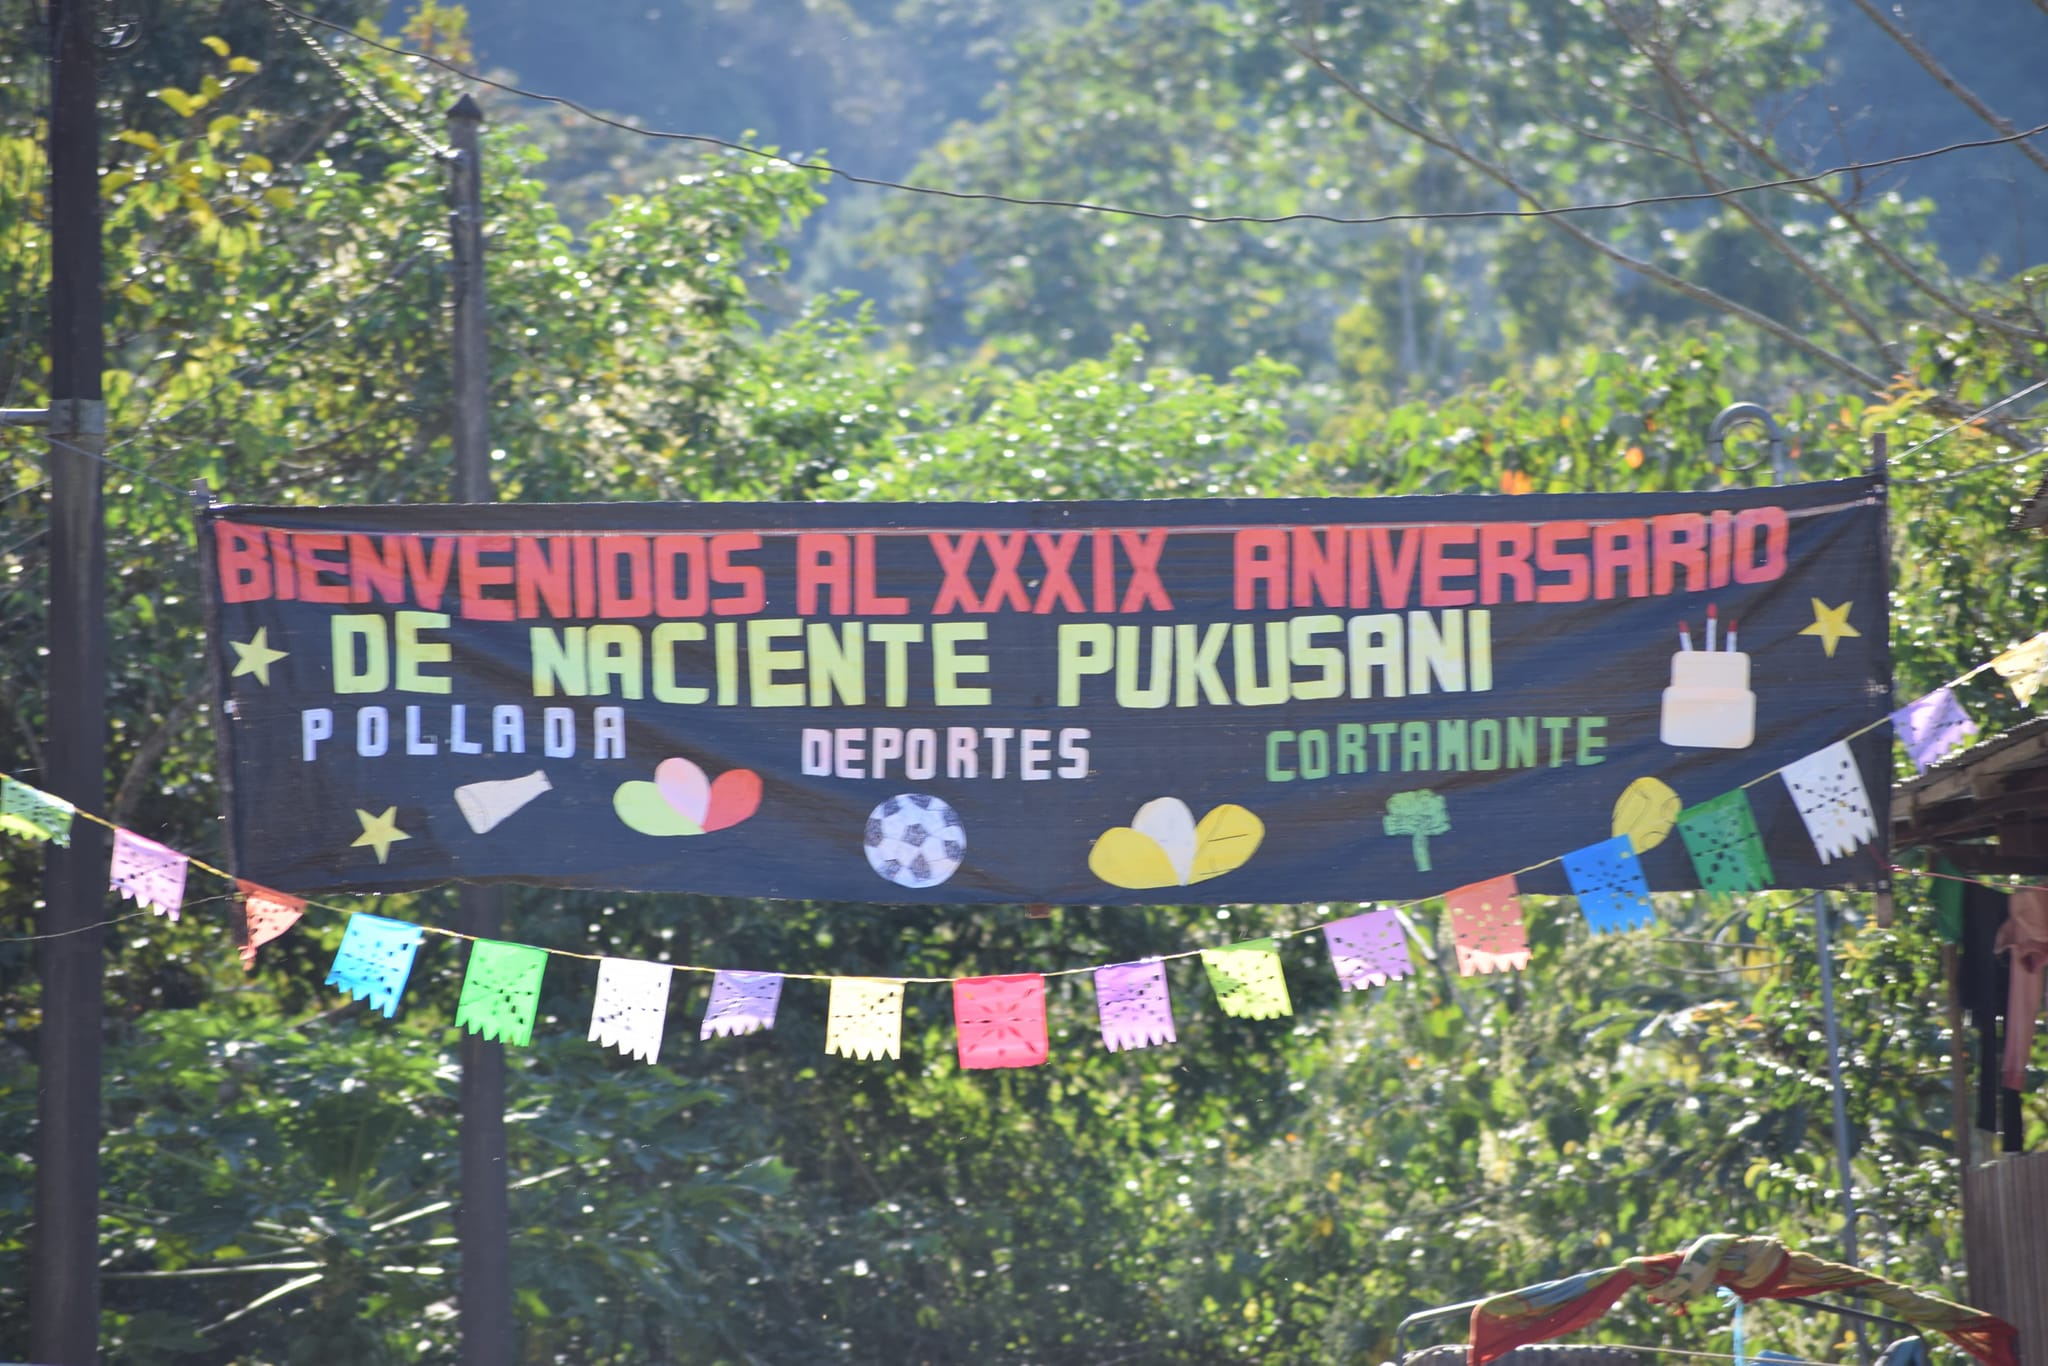 BIENVENIDOS AL XXXIX ANIVERSARIO
DE NACIENTE PUKUSANI
POLLADA DEPORTES CORTAMONTE